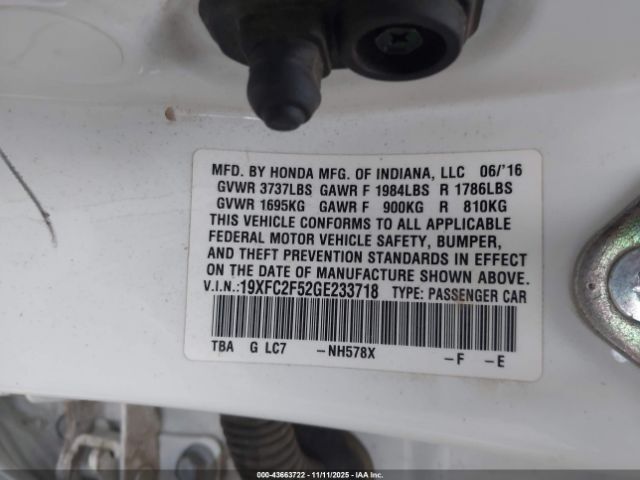 MFD. BY HONDA MFG. OF INDIANA, LLC 06/'16
GVWR 3737LBS GAWR F 1984LBS R 1786LBS
GVWR 1695KG GAWR F 900KG R 810KG
THIS VEHICLE CONFORMS TO ALL APPLICABLE
FEDERAL MOTOR VEHICLE SAFETY, BUMPER,
AND THEFT PREVENTION STANDARDS IN EFFECT
ON THE DATE OF MANUFACTURE SHOWN ABOVE.
V.I.N.:19XFC2F52GE233718 TYPE: PASSENGER CAR
TBA G LC7 -NH578X -F -E
000-43663722 - 11/11/2025 - IAAI.COM